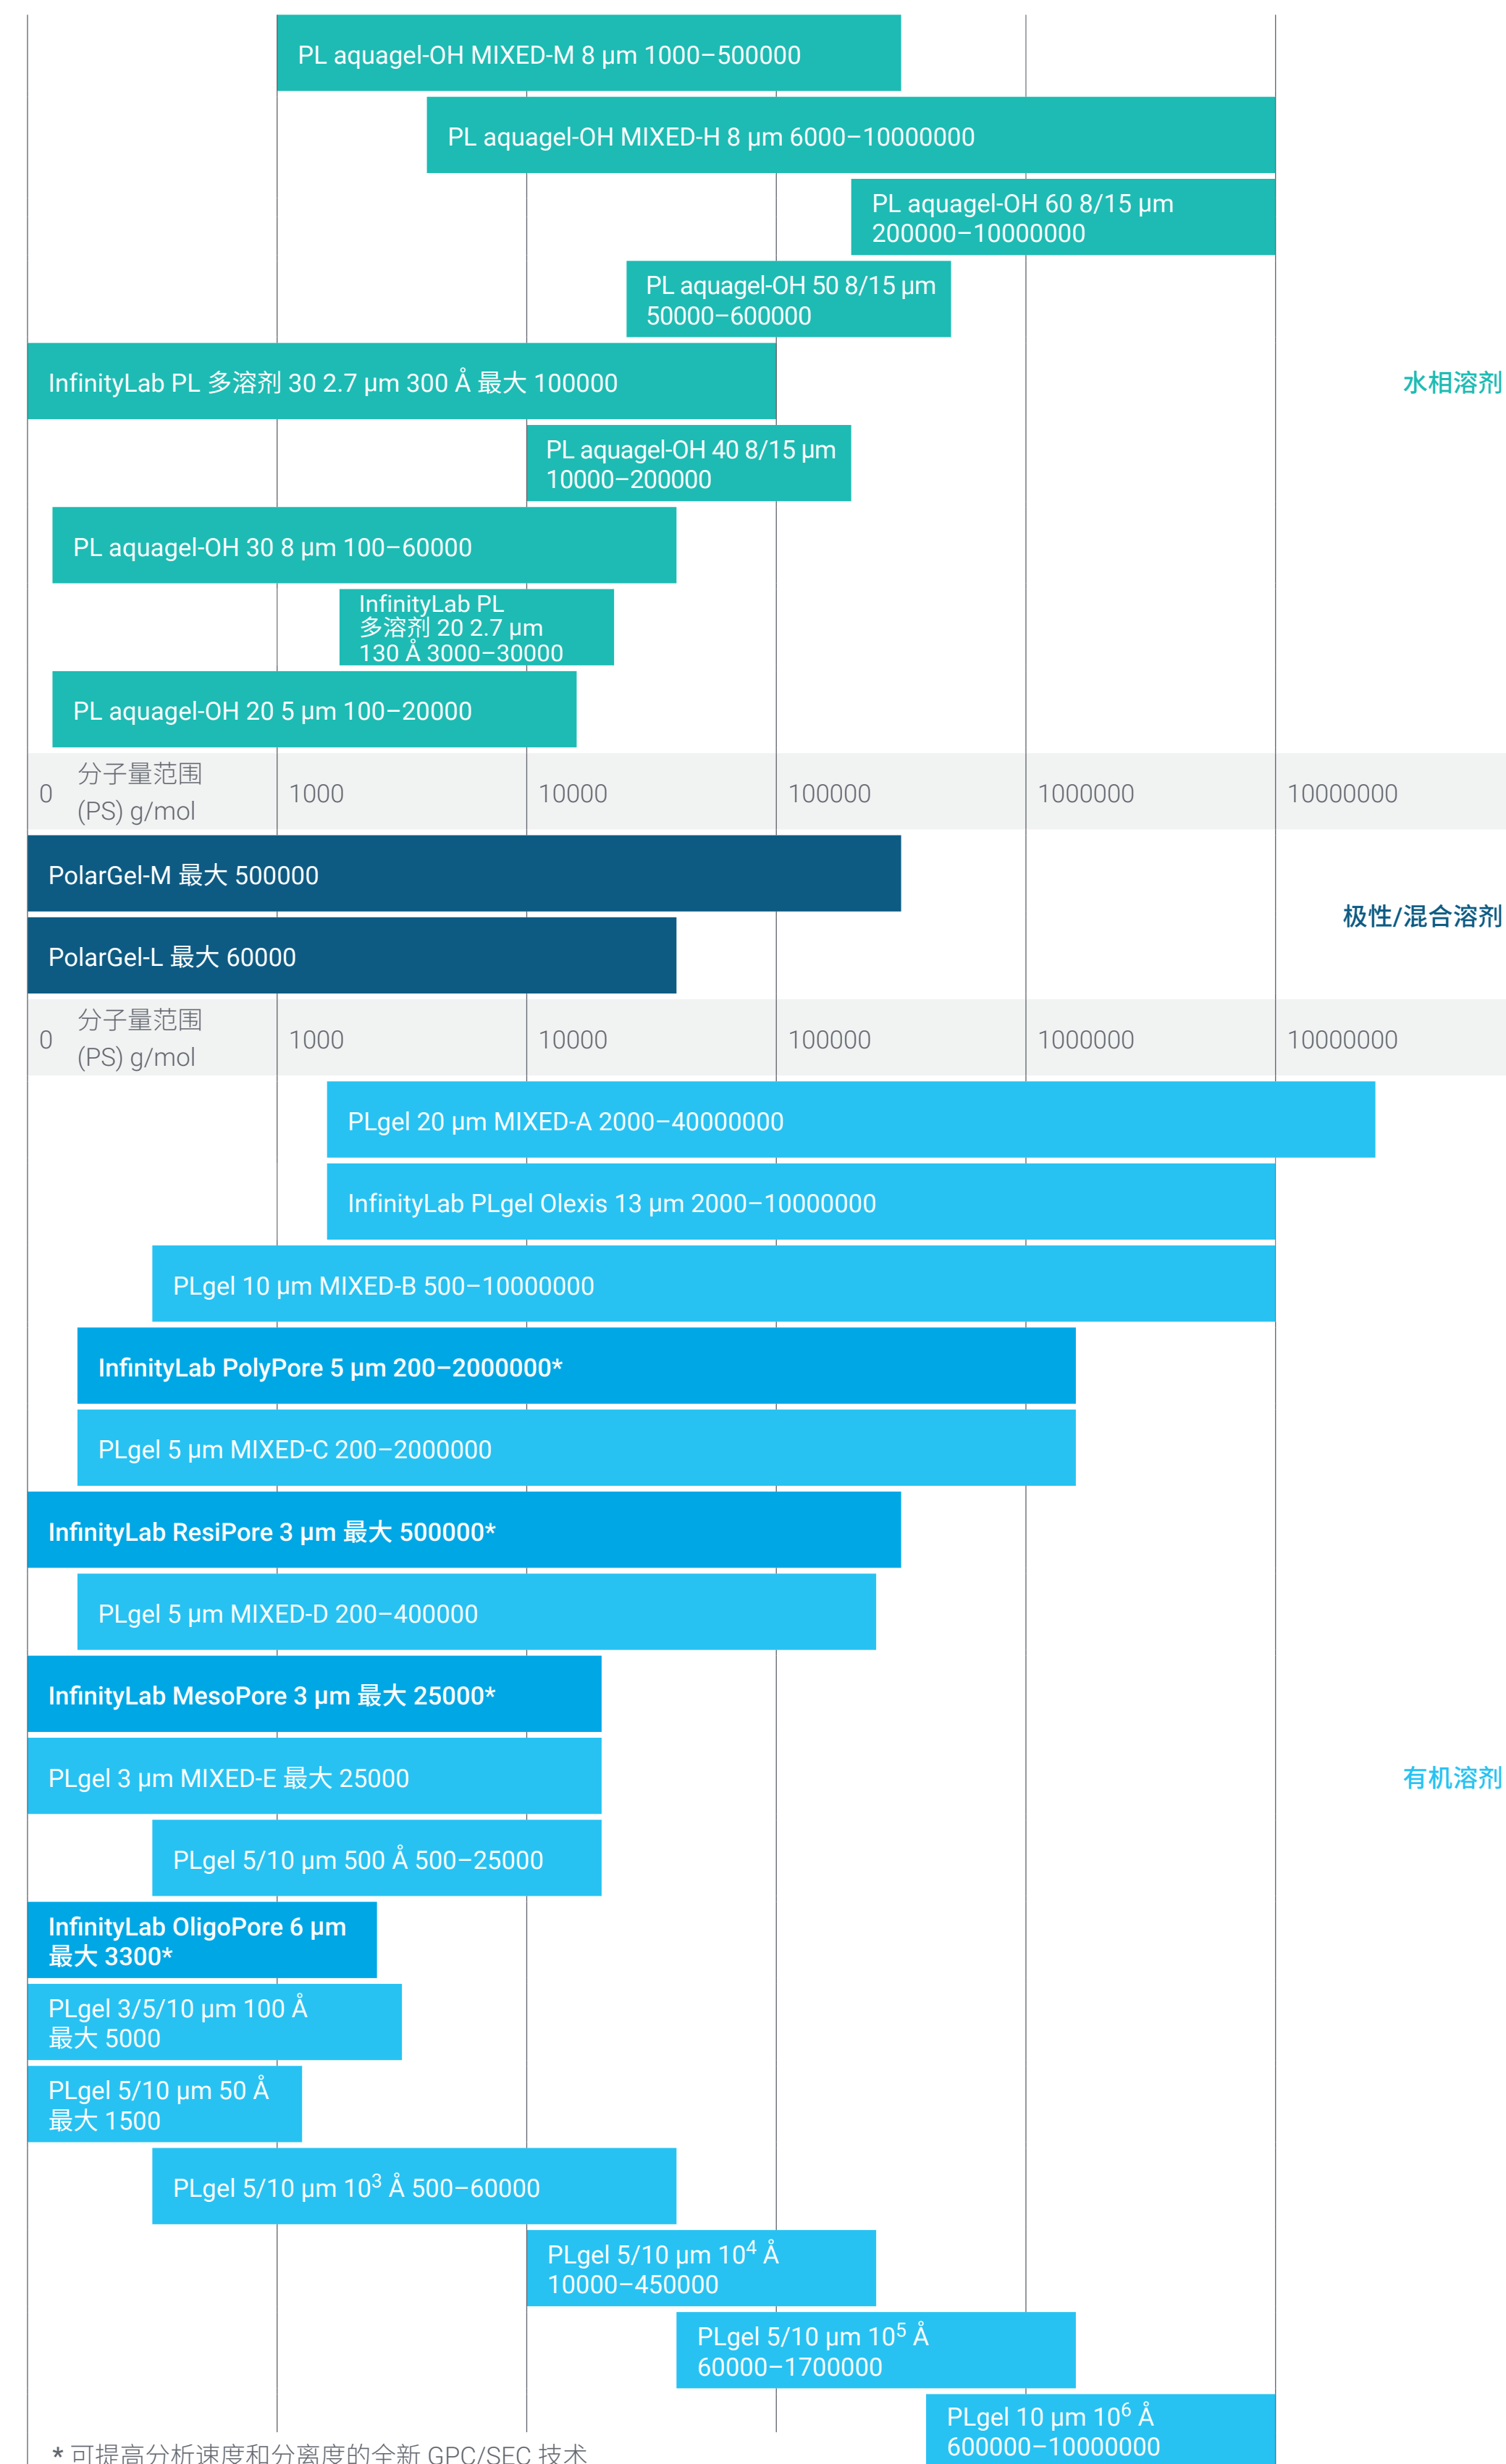 PL aquagel-OH MIXED-M 8 µm 1000–500000
PL aquagel-OH MIXED-H 8 µm 6000–10000000
PL aquagel-OH 60 8/15 µm
200000–10000000
PL aquagel-OH 50 8/15 µm
50000–600000
InfinityLab PL 多溶剂 30 2.7 µm 300 Å 最大 100000
水相溶剂
PL aquagel-OH 40 8/15 µm
10000–200000
PL aquagel-OH 30 8 µm 100–60000
InfinityLab PL
多溶剂 20 2.7 µm
130 Å 3000–30000
PL aquagel-OH 20 5 µm 100–20000
0 分子量范围 (PS) g/mol 1000 10000 100000 1000000 10000000
PolarGel-M 最大 500000
极性/混合溶剂
PolarGel-L 最大 60000
0 分子量范围 (PS) g/mol 1000 10000 100000 1000000 10000000
PLgel 20 µm MIXED-A 2000–40000000
InfinityLab PLgel Olexis 13 µm 2000–10000000
PLgel 10 µm MIXED-B 500–10000000
InfinityLab PolyPore 5 µm 200–2000000*
PLgel 5 µm MIXED-C 200–2000000
InfinityLab ResiPore 3 µm 最大 500000*
PLgel 5 µm MIXED-D 200–400000
InfinityLab MesoPore 3 µm 最大 25000*
PLgel 3 µm MIXED-E 最大 25000
有机溶剂
PLgel 5/10 µm 500 Å 500–25000
InfinityLab OligoPore 6 µm
最大 3300*
PLgel 3/5/10 µm 100 Å
最大 5000
PLgel 5/10 µm 50 Å
最大 1500
PLgel 5/10 µm 10³ Å 500–60000
PLgel 5/10 µm 10⁴ Å
10000–450000
PLgel 5/10 µm 10⁵ Å
60000–1700000
PLgel 10 µm 10⁶ Å
600000–10000000
* 可提高分析速度和分离度的全新 GPC/SEC 技术